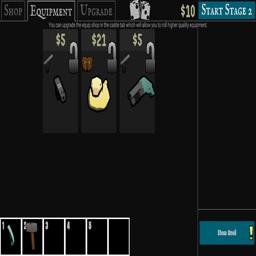 Shop Equipment Upgrade $10 Start Stage 2
You can upgrade the equip shop in the castle tab which will allow you to roll higher quality equipment.
$5 $21 $5
1 2 3 4 5
Show Anvil !